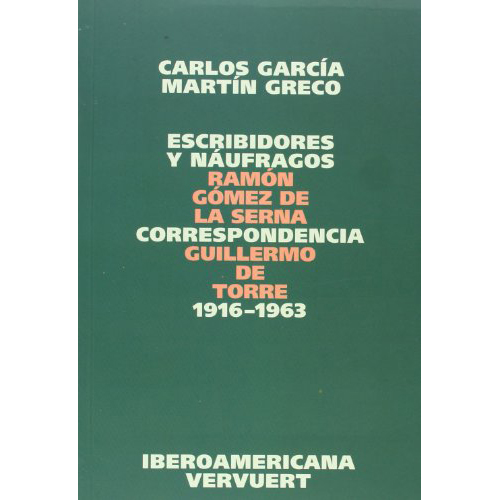 CARLOS GARCÍA
MARTÍN GRECO
ESCRIBIDORES
Y NÁUFRAGOS
RAMÓN
GÓMEZ DE
LA SERNA
CORRESPONDENCIA
GUILLERMO
DE
TORRE
1916–1963
IBEROAMERICANA
VERVUERT